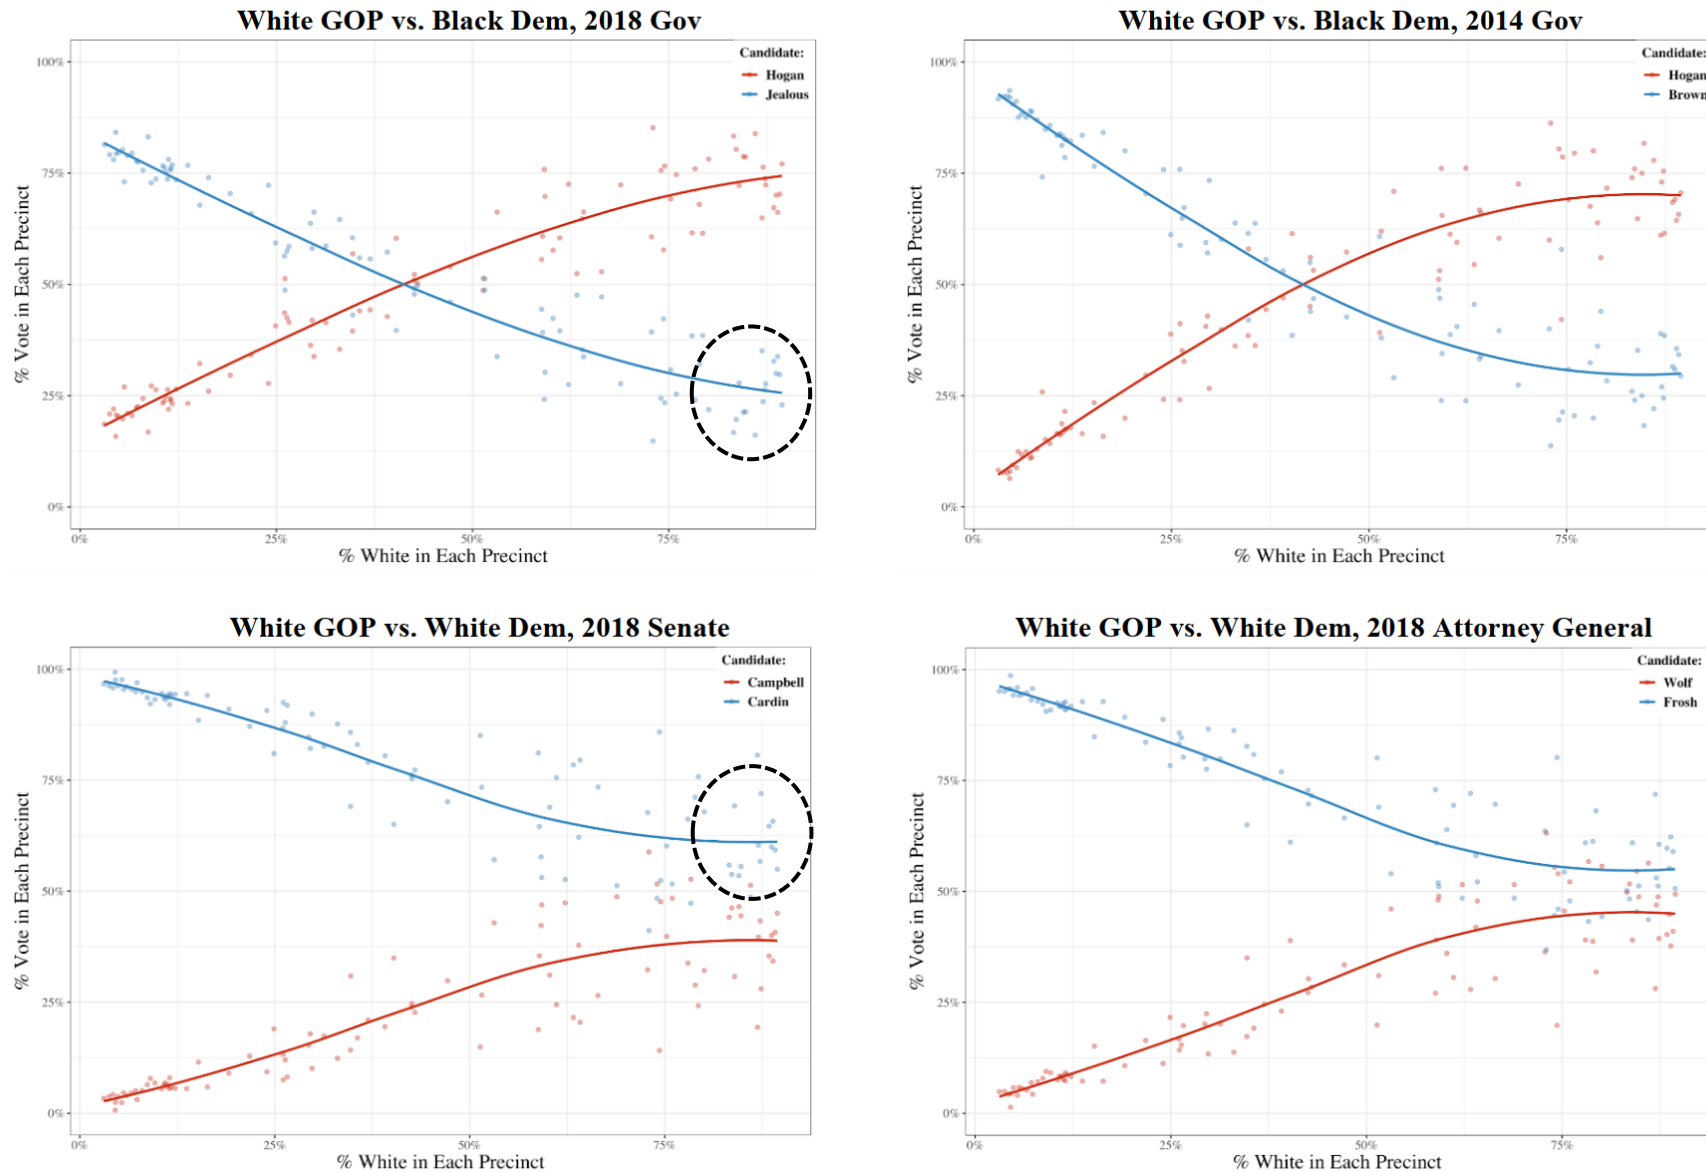 White GOP vs. Black Dem, 2018 Gov
Candidate:
Hogan
Jealous
100%
75%
50%
25%
0%
% Vote in Each Precinct
0%
25%
50%
75%
% White in Each Precinct
White GOP vs. Black Dem, 2014 Gov
Candidate:
Hogan
Brown
100%
75%
50%
25%
0%
% Vote in Each Precinct
0%
25%
50%
75%
% White in Each Precinct
White GOP vs. White Dem, 2018 Senate
Candidate:
Campbell
Cardin
100%
75%
50%
25%
0%
% Vote in Each Precinct
0%
25%
50%
75%
% White in Each Precinct
White GOP vs. White Dem, 2018 Attorney General
Candidate:
Wolf
Frosh
100%
75%
50%
25%
0%
% Vote in Each Precinct
0%
25%
50%
75%
% White in Each Precinct